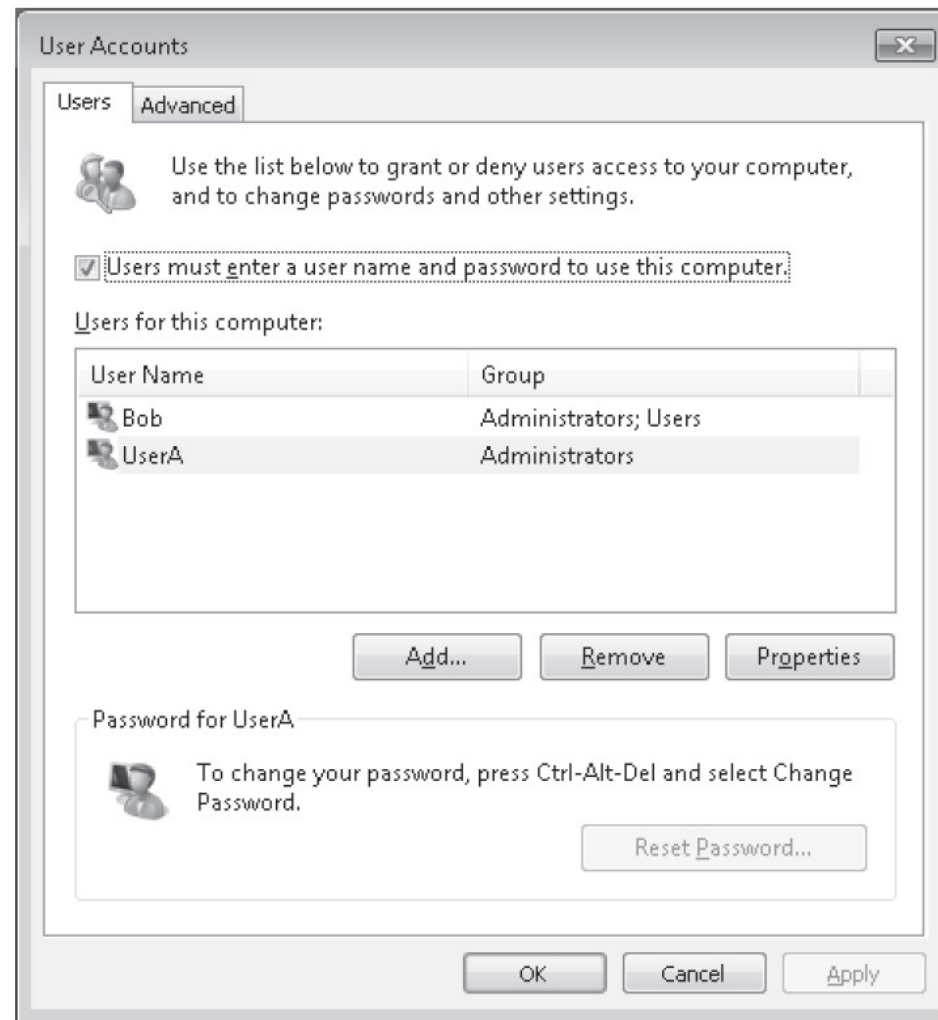 User Accounts
Users
Advanced
Use the list below to grant or deny users access to your computer,
and to change passwords and other settings.
Users must enter a user name and password to use this computer.
Users for this computer:
User Name Group
Bob Administrators; Users
UserA Administrators
Add... Remove Properties
Password for UserA
To change your password, press Ctrl-Alt-Del and select Change
Password.
Reset Password...
OK Cancel Apply